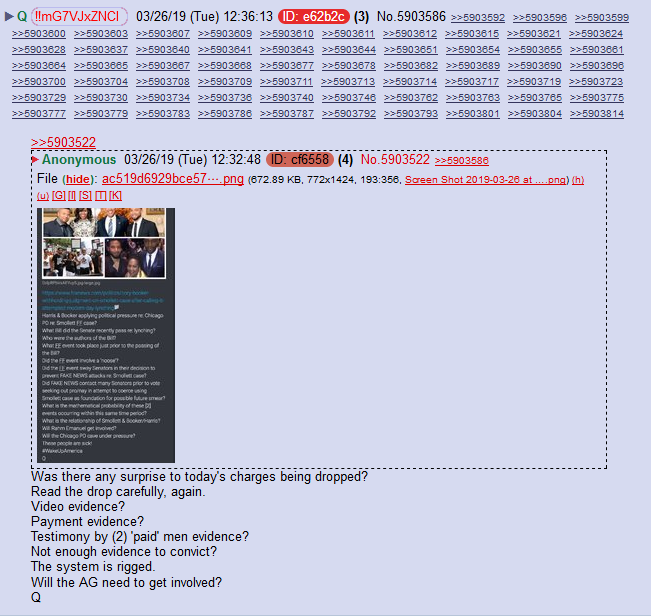 Q !!mG7VJxZNCI 03/26/19 (Tue) 12:36:13 ID: e62b2c (3) No.5903586 >>5903592 >>5903596 >>5903599
>>5903600 >>5903603 >>5903607 >>5903609 >>5903610 >>5903611 >>5903612 >>5903615 >>5903621 >>5903624
>>5903628 >>5903637 >>5903640 >>5903641 >>5903643 >>5903644 >>5903651 >>5903654 >>5903655 >>5903661
>>5903664 >>5903665 >>5903667 >>5903668 >>5903677 >>5903678 >>5903682 >>5903689 >>5903690 >>5903696
>>5903700 >>5903704 >>5903708 >>5903709 >>5903711 >>5903713 >>5903714 >>5903717 >>5903719 >>5903723
>>5903729 >>5903730 >>5903734 >>5903736 >>5903740 >>5903746 >>5903762 >>5903763 >>5903765 >>5903775
>>5903777 >>5903779 >>5903783 >>5903786 >>5903787 >>5903792 >>5903793 >>5903801 >>5903804 >>5903814
>>5903522
Anonymous 03/26/19 (Tue) 12:32:48 ID: cf6558 (4) No.5903522 >>5903586
File (hide): ac519d6929bce57⋯.png (672.89 KB, 772x1424, 193:356, Screen Shot 2019-03-26 at ....png) (h)
(u) [G] [I] [S] [T] [K]
Harris & Booker applying political pressure re: Chicago
PD re: Smollett FF case?
What Bill did the Senate recently pass re: lynching?
Who were the authors of the Bill?
What FF event took place just prior to the passing of
the Bill?
Did the FF event involve a 'noose'?
Did the FF event sway Senators in their decision to
prevent FAKE NEWS attacks re: Smollett case?
Did FAKE NEWS contact many Senators prior to vote
seeking out primary in attempt to coerce using
Smollett case as foundation for possible future smear?
What is the mathematical probability of these [2]
events occurring within this same time period?
What is the relationship of Smollett & Booker/Harris?
Will Rahm Emanuel get involved?
Will the Chicago PD cave under pressure?
These people are sick!
#WakeUpAmerica
Q
Was there any surprise to today's charges being dropped?
Read the drop carefully, again.
Video evidence?
Payment evidence?
Testimony by (2) 'paid' men evidence?
Not enough evidence to convict?
The system is rigged.
Will the AG need to get involved?
Q